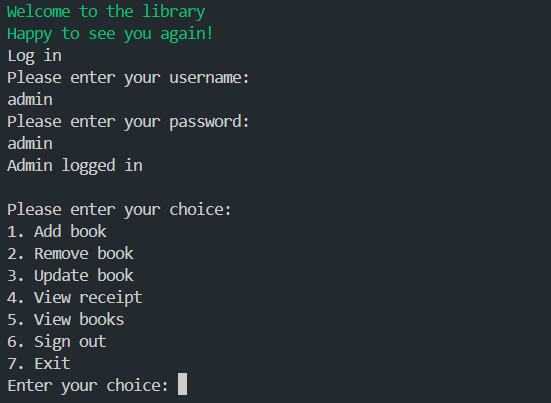 Welcome to the library
Happy to see you again!
Log in
Please enter your username:
admin
Please enter your password:
admin
Admin logged in
Please enter your choice:
1. Add book
2. Remove book
3. Update book
4. View receipt
5. View books
6. Sign out
7. Exit
Enter your choice: